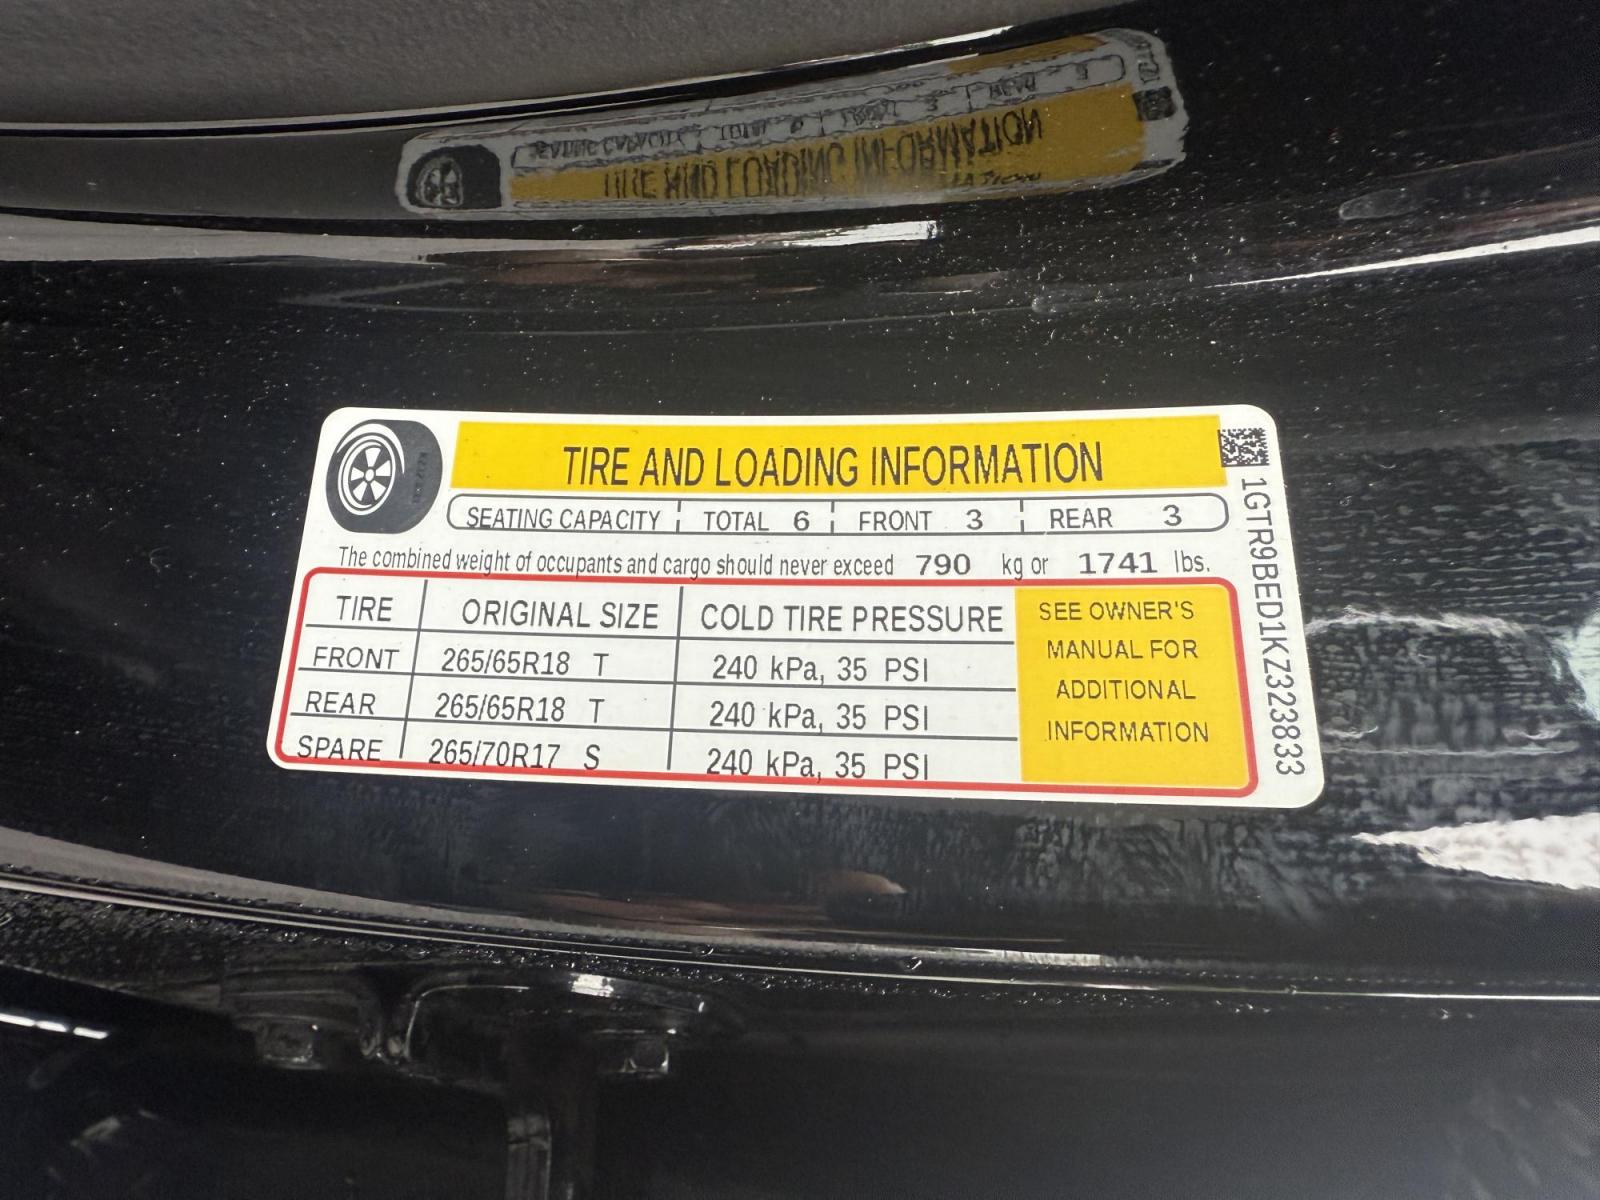 TIRE AND LOADING INFORMATION
SEATING CAPACITY TOTAL 6 FRONT 3 REAR 3
The combined weight of occupants and cargo should never exceed 790 kg or 1741 lbs.
TIRE ORIGINAL SIZE COLD TIRE PRESSURE
FRONT 265/65R18 T 240 kPa, 35 PSI
REAR 265/65R18 T 240 kPa, 35 PSI
SPARE 265/70R17 S 240 kPa, 35 PSI
SEE OWNER'S
MANUAL FOR
ADDITIONAL
INFORMATION
1GTR9BED1KZ323833